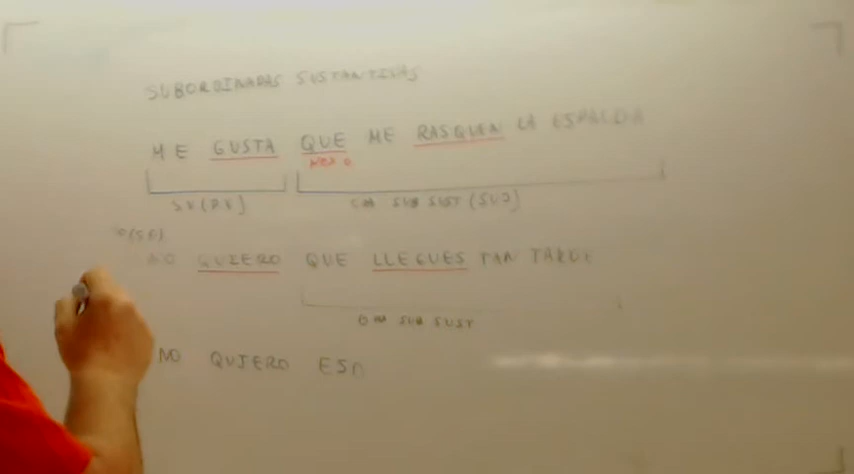 SUBORDINADAS SUSTANTIVAS
ME GUSTA QUE ME RASQUEN LA ESPALDA
NEXO
SV(PV) SUB SUST (SUJ)
NO QUIERO QUE LLEGUES TAN TARDE
SUB SUST
NO QUIERO ESO